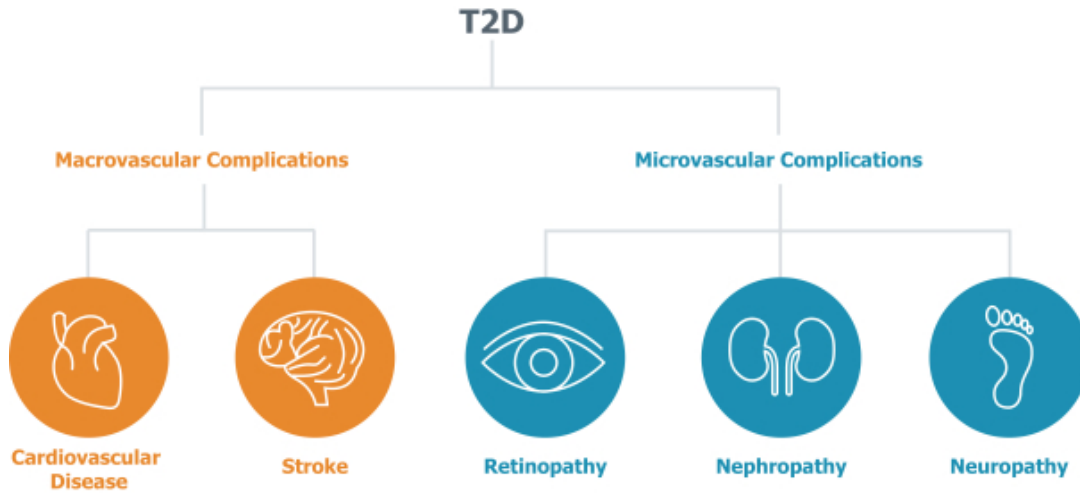 T2D
Macrovascular Complications
Microvascular Complications
Cardiovascular
Disease
Stroke
Retinopathy
Nephropathy
Neuropathy